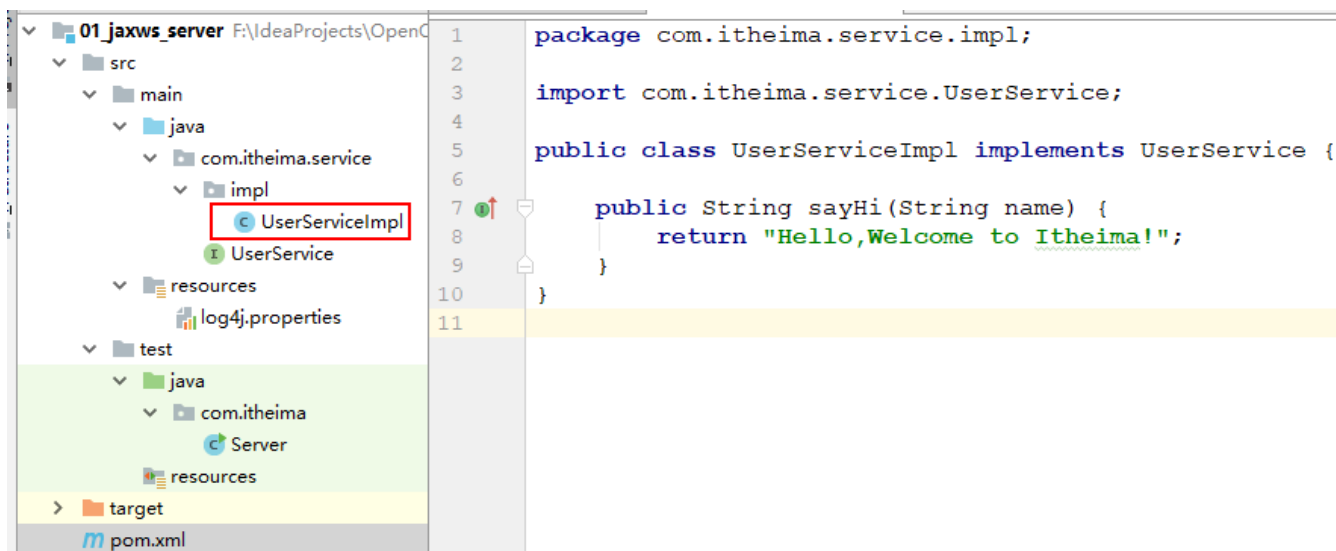 01_jaxws_server F:\IdeaProjects\OpenC
src
main
java
com.itheima.service
impl
C UserServiceImpl
I UserService
resources
log4j.properties
test
java
com.itheima
C Server
resources
target
m pom.xml
1 package com.itheima.service.impl;
2
3 import com.itheima.service.UserService;
4
5 public class UserServiceImpl implements UserService {
6
7 public String sayHi(String name) {
8 return "Hello,Welcome to Itheima!";
9 }
10 }
11